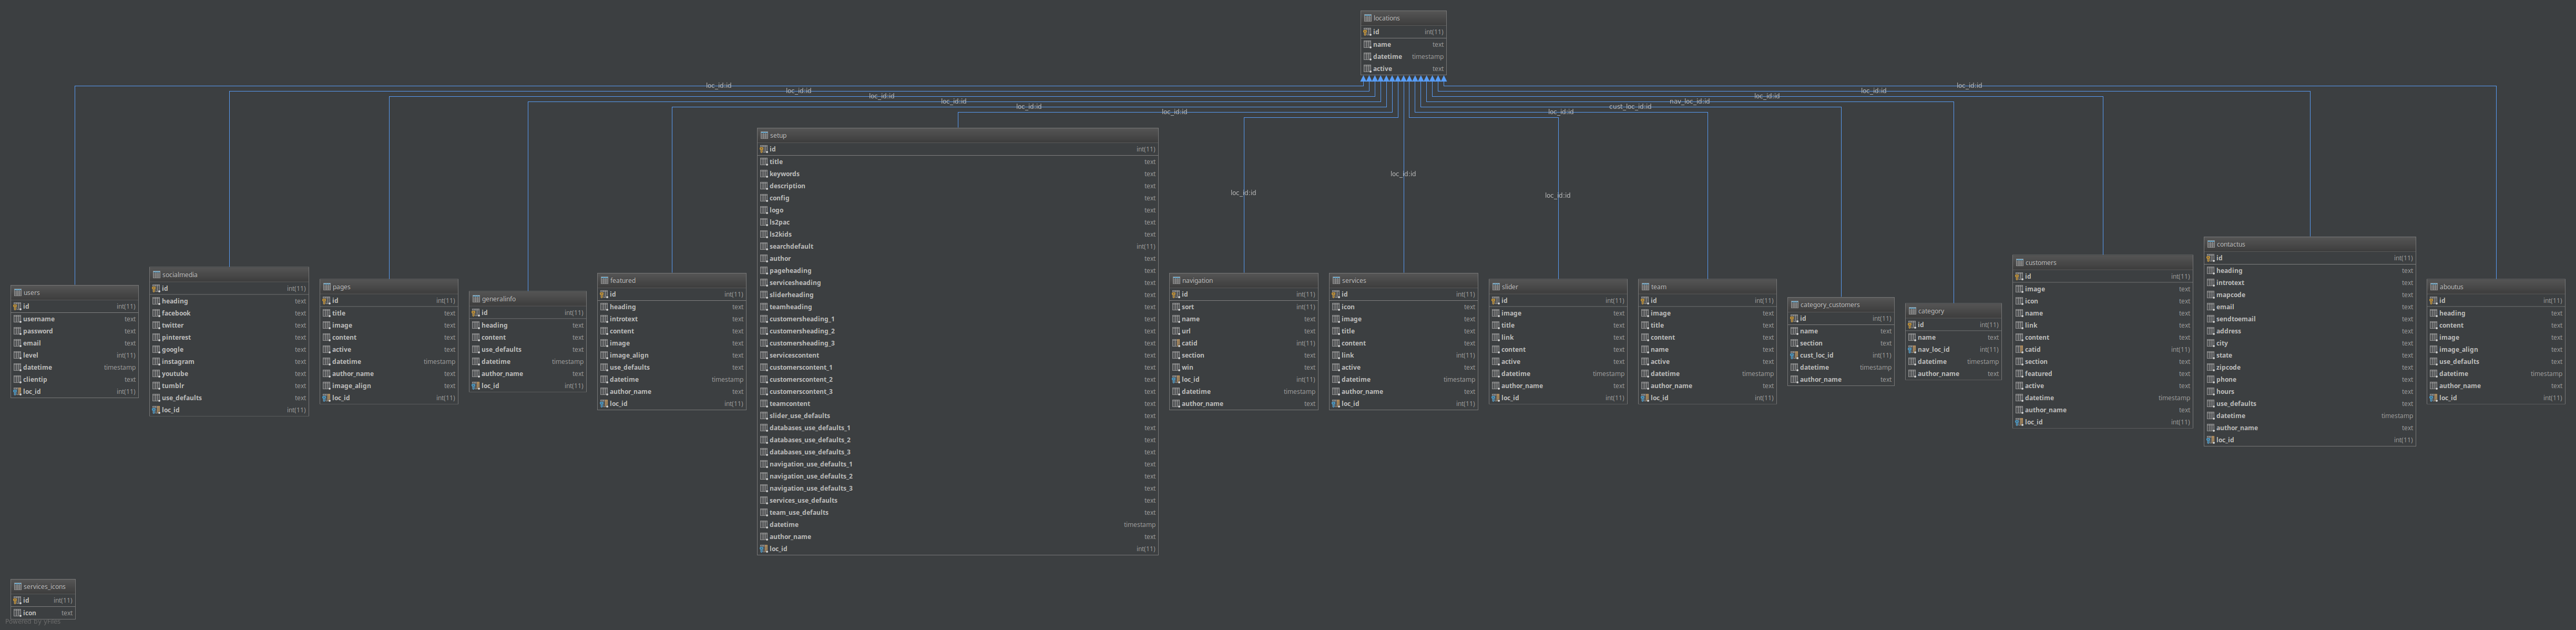 locations
id int(11)
name text
datetime timestamp
active text
loc_id:id
loc_id:id
loc_id:id
loc_id:id
loc_id:id
loc_id:id
loc_id:id
loc_id:id
loc_id:id
loc_id:id
cust_loc_id:id
nav_loc_id:id
loc_id:id
loc_id:id
loc_id:id
users
id int(11)
username text
password text
email text
level int(11)
datetime timestamp
clientip text
loc_id int(11)
socialmedia
id int(11)
heading text
facebook text
twitter text
pinterest text
google text
instagram text
youtube text
tumblr text
use_defaults text
loc_id int(11)
pages
id int(11)
title text
image text
content text
active text
datetime timestamp
author_name text
image_align text
loc_id int(11)
generalinfo
id int(11)
heading text
content text
use_defaults text
datetime timestamp
author_name text
loc_id int(11)
featured
id int(11)
heading text
introtext text
content text
image text
image_align text
use_defaults text
datetime timestamp
author_name text
loc_id int(11)
setup
id int(11)
title text
keywords text
description text
config text
logo text
ls2pac text
ls2kids text
searchdefault int(11)
author text
pageheading text
servicesheading text
sliderheading text
teamheading text
customersheading_1 text
customersheading_2 text
customersheading_3 text
servicescontent text
customerscontent_1 text
customerscontent_2 text
customerscontent_3 text
teamcontent text
slider_use_defaults text
databases_use_defaults_1 text
databases_use_defaults_2 text
databases_use_defaults_3 text
navigation_use_defaults_1 text
navigation_use_defaults_2 text
navigation_use_defaults_3 text
services_use_defaults text
team_use_defaults text
datetime timestamp
author_name text
loc_id int(11)
navigation
id int(11)
sort int(11)
name text
url text
catid int(11)
section text
win text
loc_id int(11)
datetime timestamp
author_name text
services
id int(11)
icon text
image text
title text
content text
link int(11)
active text
datetime timestamp
author_name text
loc_id int(11)
slider
id int(11)
image text
title text
link text
content text
active text
datetime timestamp
author_name text
loc_id int(11)
team
id int(11)
image text
title text
content text
name text
active text
datetime timestamp
author_name text
loc_id int(11)
category_customers
id int(11)
name text
section text
cust_loc_id int(11)
datetime timestamp
author_name text
category
id int(11)
name text
nav_loc_id int(11)
datetime timestamp
author_name text
customers
id int(11)
image text
icon text
name text
link text
content text
catid int(11)
section text
featured text
active text
datetime timestamp
author_name text
loc_id int(11)
contactus
id int(11)
heading text
introtext text
mapcode text
email text
sendtoemail text
address text
city text
state text
zipcode text
phone text
hours text
use_defaults text
datetime timestamp
author_name text
loc_id int(11)
aboutus
id int(11)
heading text
content text
image text
image_align text
use_defaults text
datetime timestamp
author_name text
loc_id int(11)
services_icons
id int(11)
icon text
Powered by yFiles